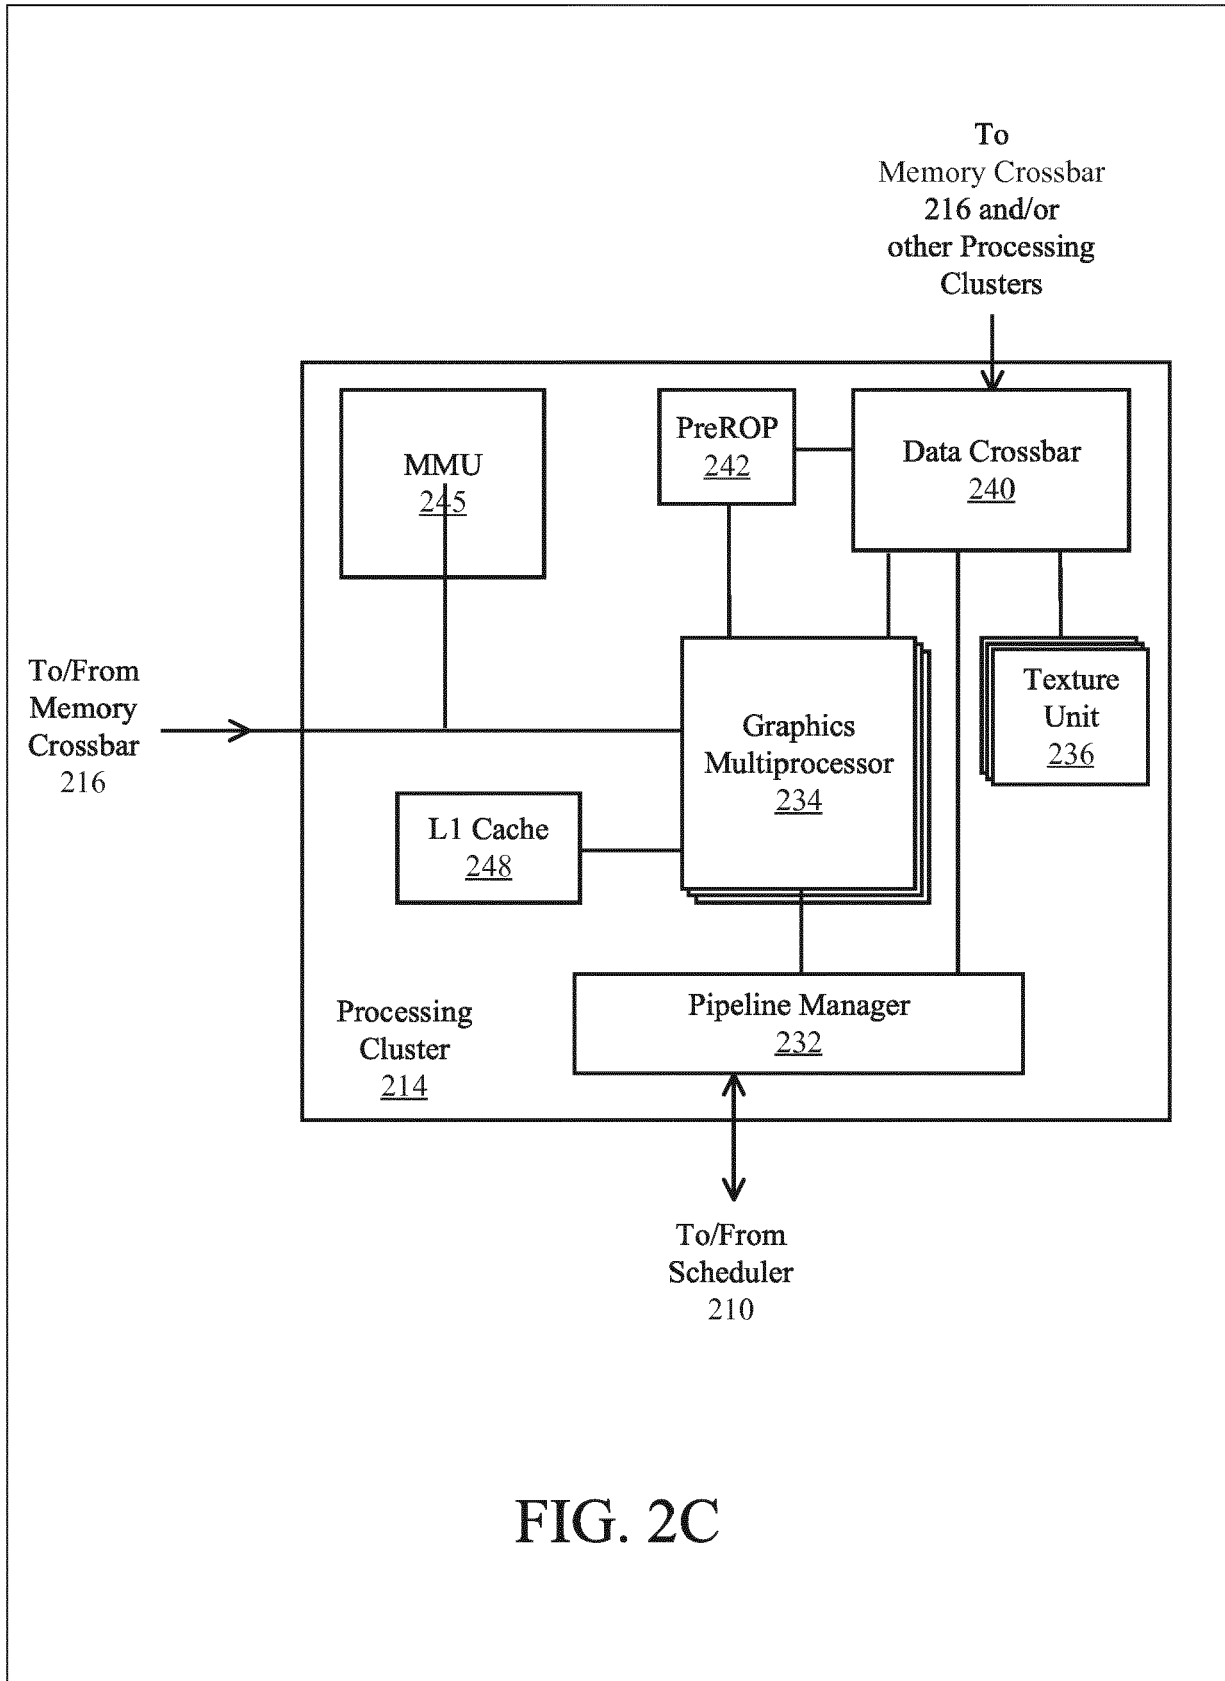 To
Memory Crossbar
216 and/or
other Processing
Clusters
MMU
245
PreROP
242
Data Crossbar
240
To/From
Memory
Crossbar
216
Graphics
Multiprocessor
234
Texture
Unit
236
L1 Cache
248
Processing
Cluster
214
Pipeline Manager
232
To/From
Scheduler
210
FIG. 2C